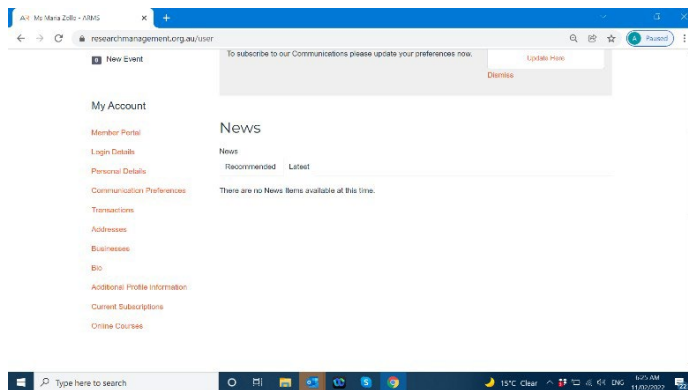 Ms Maria Zollo - ARMS
researchmanagement.org.au/user
Paused
New Event
To subscribe to our Communications please update your preferences now.
Update Here
Dismiss
My Account
Member Portal
Login Details
Personal Details
Communication Preferences
Transactions
Addresses
Businesses
Bio
Additional Profile Information
Current Subscriptions
Online Courses
News
News
Recommended Latest
There are no News Items available at this time.
Type here to search
15°C Clear
ENG
6:25 AM
11/02/2022